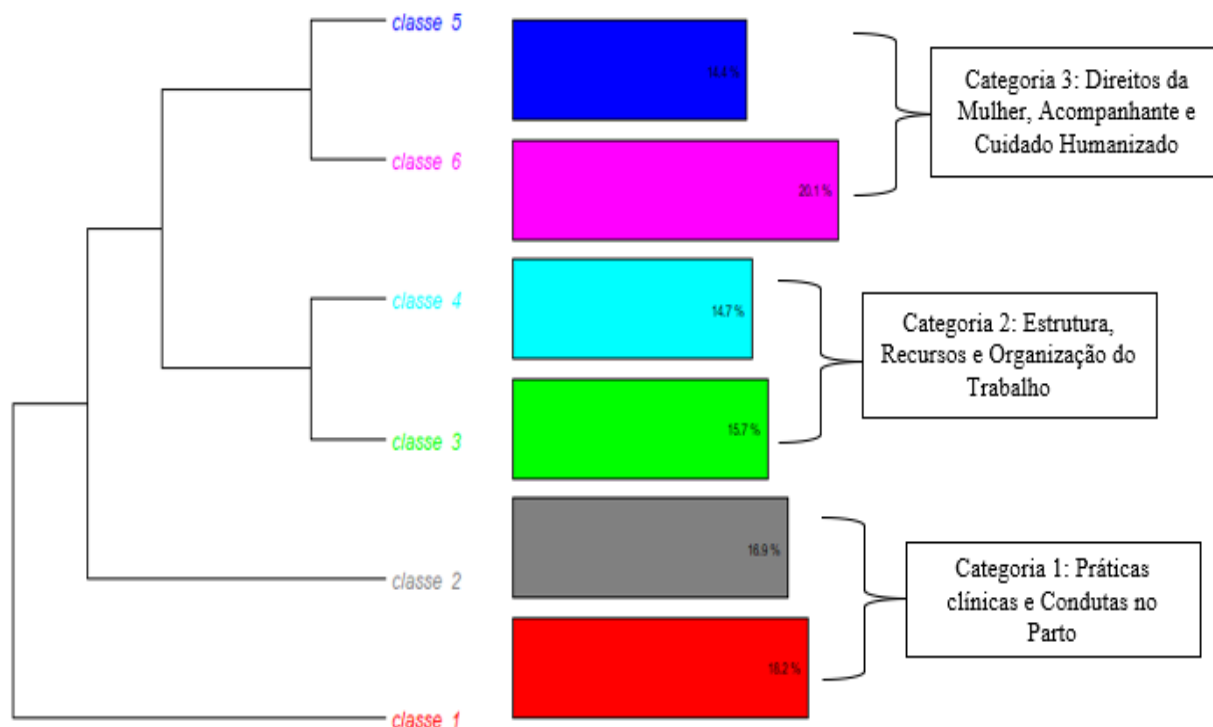 classe 5
14.4 %
classe 6
20.1 %
Categoria 3: Direitos da
Mulher, Acompanhante e
Cuidado Humanizado
classe 4
14.7 %
classe 3
15.7 %
Categoria 2: Estrutura,
Recursos e Organização do
Trabalho
classe 2
16.9 %
classe 1
18.2 %
Categoria 1: Práticas
clínicas e Condutas no
Parto